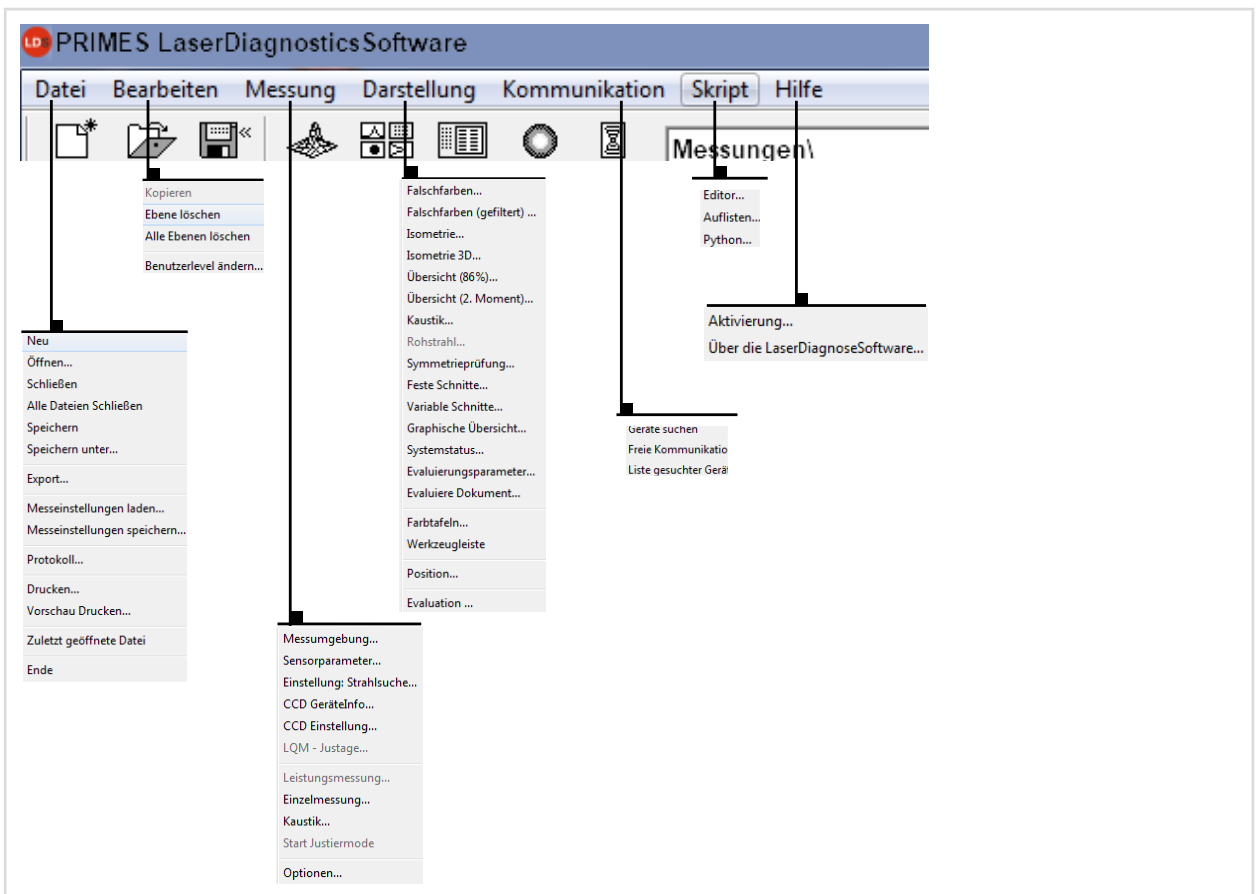 LDS PRIMES LaserDiagnosticsSoftware
Datei Bearbeiten Messung Darstellung Kommunikation Skript Hilfe
Messungen\
Kopieren
Ebene löschen
Alle Ebenen löschen
Benutzerlevel ändern...
Neu
Öffnen...
Schließen
Alle Dateien Schließen
Speichern
Speichern unter...
Export...
Messeinstellungen laden...
Messeinstellungen speichern...
Protokoll...
Drucken...
Vorschau Drucken...
Zuletzt geöffnete Datei
Ende
Messumgebung...
Sensorparameter...
Einstellung: Strahlsuche...
CCD GeräteInfo...
CCD Einstellung...
LQM - Justage...
Leistungsmessung...
Einzelmessung...
Kaustik...
Start Justiermode
Optionen...
Falschfarben...
Falschfarben (gefiltert) ...
Isometrie...
Isometrie 3D...
Übersicht (86%)...
Übersicht (2. Moment)...
Kaustik...
Rohstrahl...
Symmetrieprüfung...
Feste Schnitte...
Variable Schnitte...
Graphische Übersicht...
Systemstatus...
Evaluierungsparameter...
Evaluiere Dokument...
Farbtafeln...
Werkzeugleiste
Position...
Evaluation ...
Geräte suchen
Freie Kommunikatio
Liste gesuchter Gerät
Editor...
Auflisten...
Python...
Aktivierung...
Über die LaserDiagnoseSoftware...